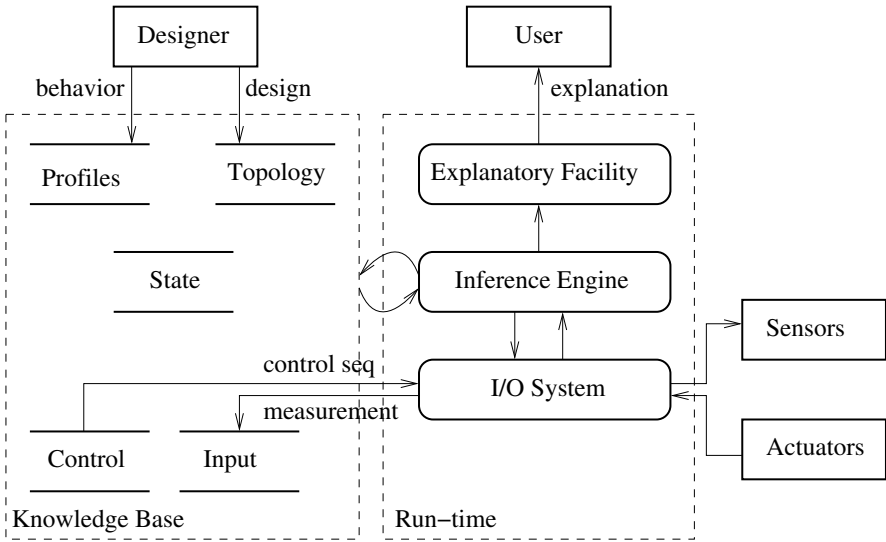 Designer
User
behavior
design
explanation
Profiles
Topology
Explanatory Facility
State
Inference Engine
Sensors
control seq
I/O System
measurement
Control
Input
Actuators
Knowledge Base
Run−time